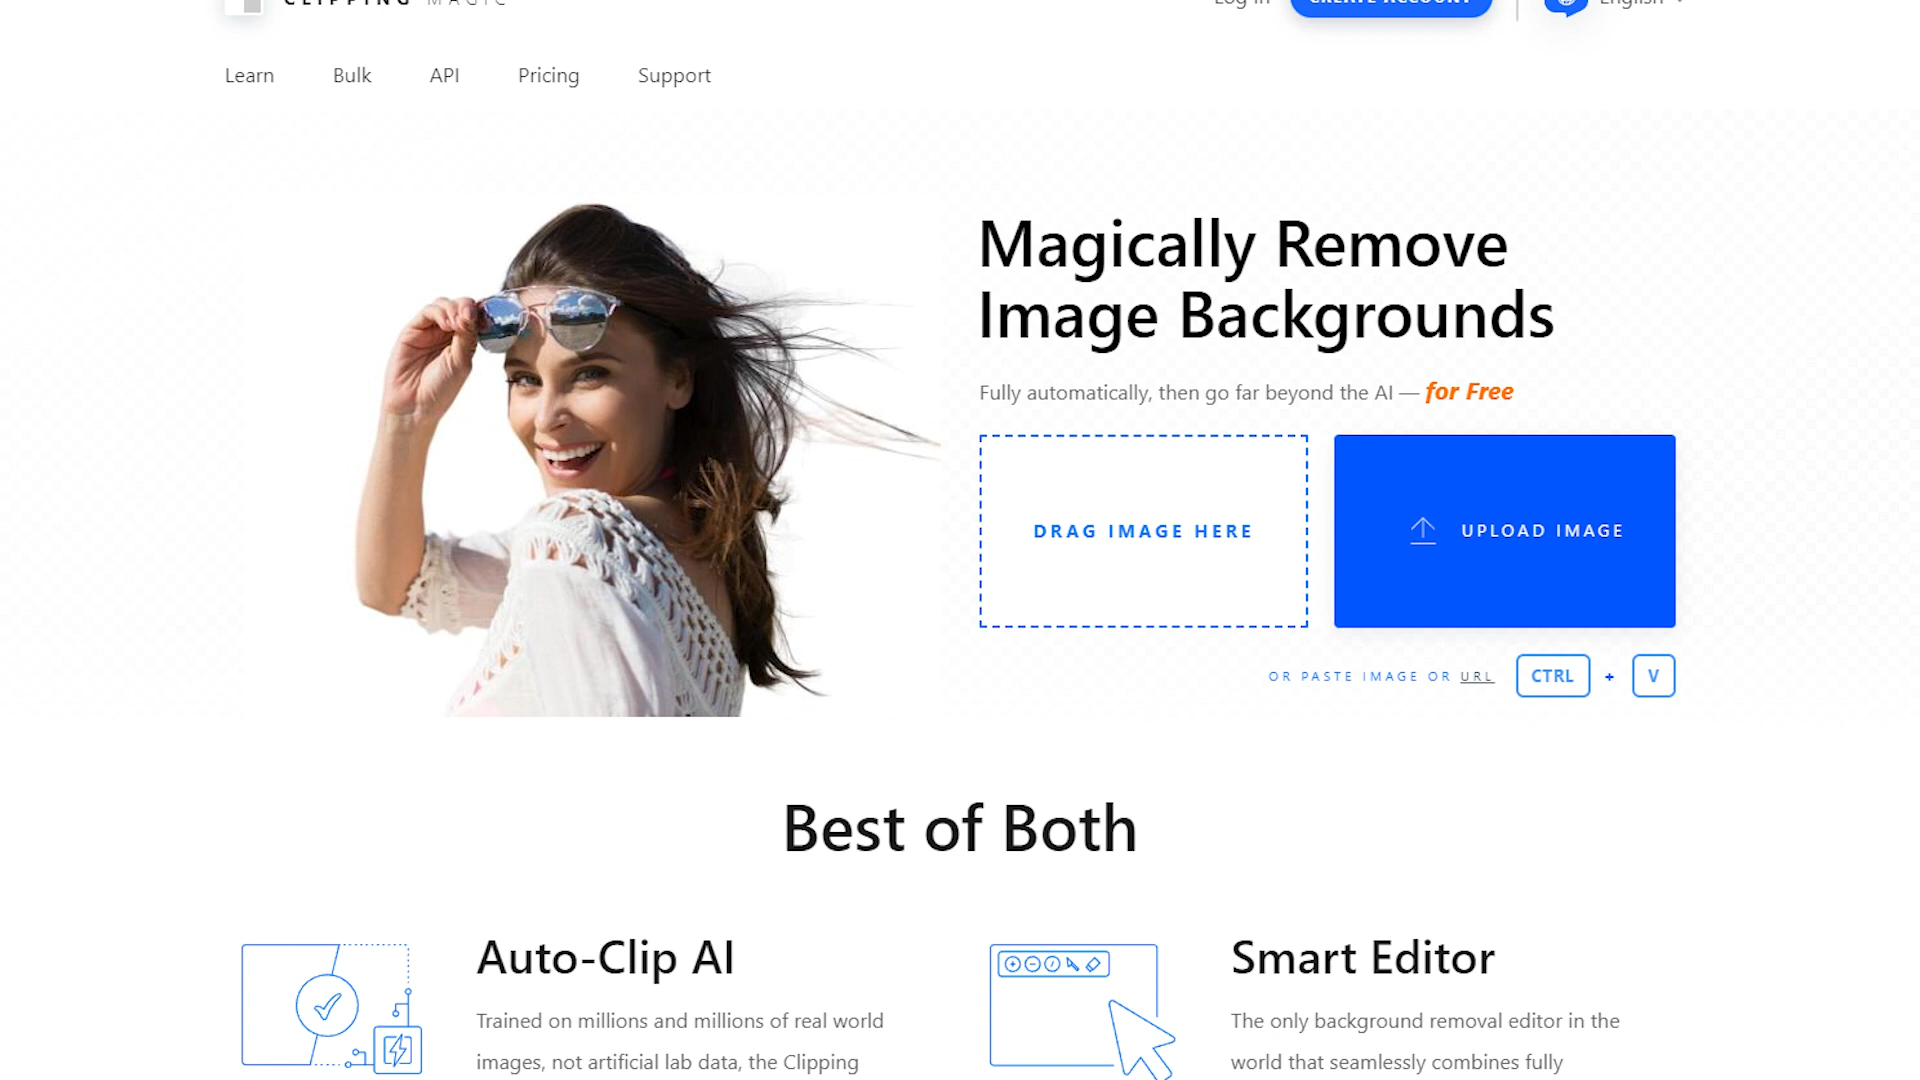 CLIPPING MAGIC
Log in
CREATE ACCOUNT
English
Learn
Bulk
API
Pricing
Support
Magically Remove
Image Backgrounds
Fully automatically, then go far beyond the AI — for Free
DRAG IMAGE HERE
UPLOAD IMAGE
OR PASTE IMAGE OR URL CTRL + V
Best of Both
Auto-Clip AI
Trained on millions and millions of real world
images, not artificial lab data, the Clipping
Smart Editor
The only background removal editor in the
world that seamlessly combines fully